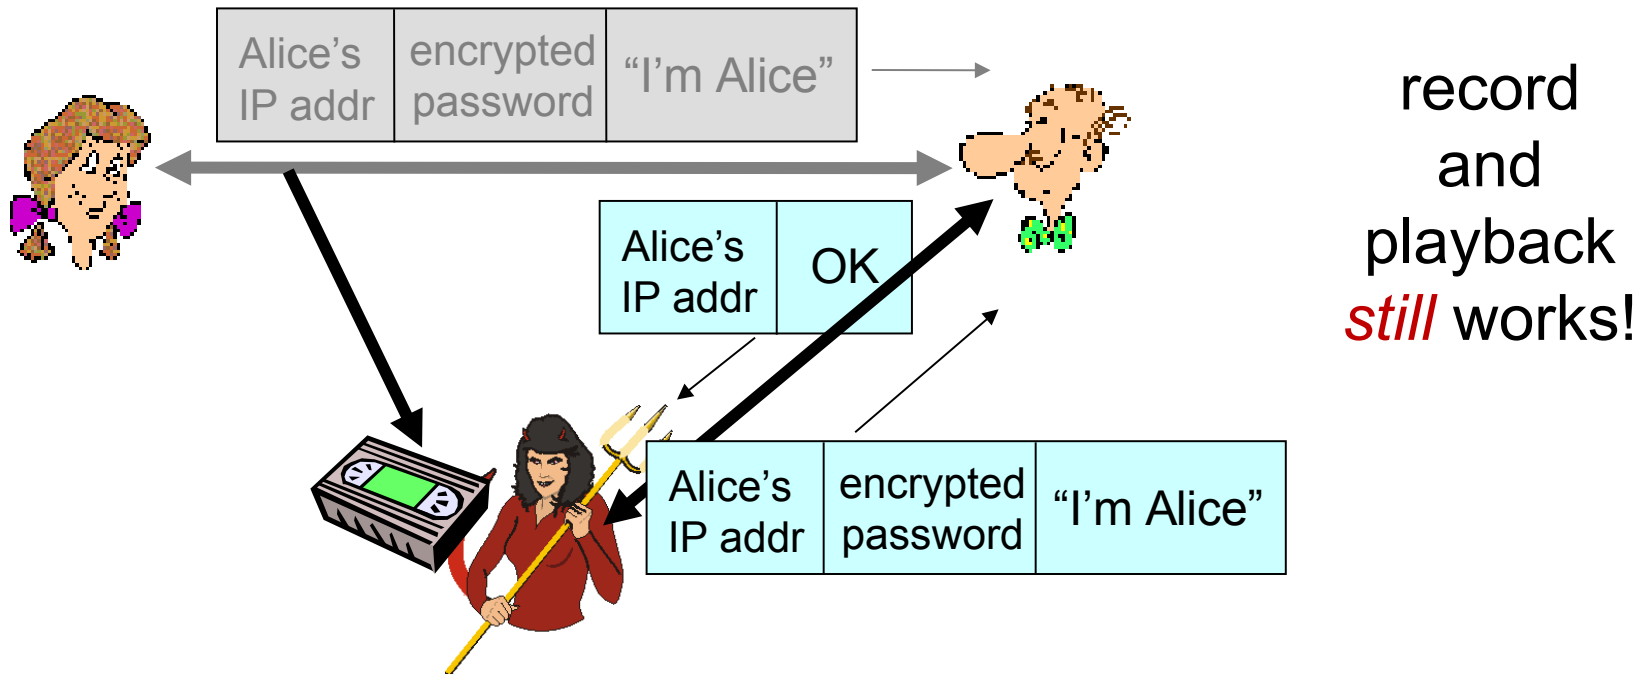 Alice’s
IP addr
encrypted
password
“I’m Alice”
record
and
playback
still works!
Alice’s
IP addr
OK
Alice’s
IP addr
encrypted
password
“I’m Alice”